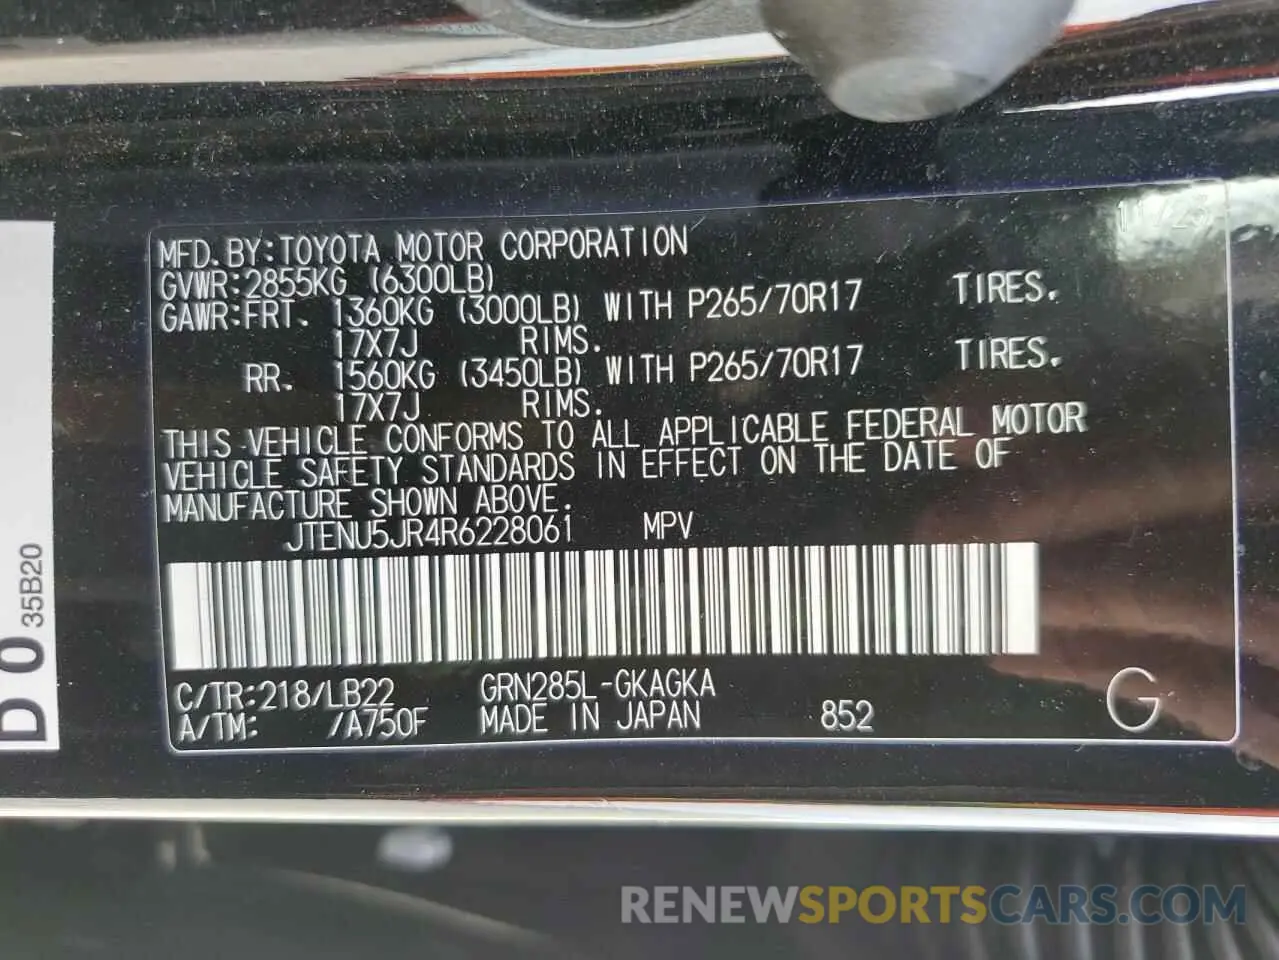 11/23
MFD.BY:TOYOTA MOTOR CORPORATION
GVWR:2855KG (6300LB)
GAWR:FRT. 1360KG (3000LB) WITH P265/70R17 TIRES.
17X7J RIMS.
RR. 1560KG (3450LB) WITH P265/70R17 TIRES.
17X7J RIMS.
THIS VEHICLE CONFORMS TO ALL APPLICABLE FEDERAL MOTOR
VEHICLE SAFETY STANDARDS IN EFFECT ON THE DATE OF
MANUFACTURE SHOWN ABOVE.
JTENU5JR4R6228061 MPV
C/TR:218/LB22 GRN285L-GKAGKA
A/TM: /A750F MADE IN JAPAN 852 G
D 0
35B20
RENEWSPORTSCARS.COM